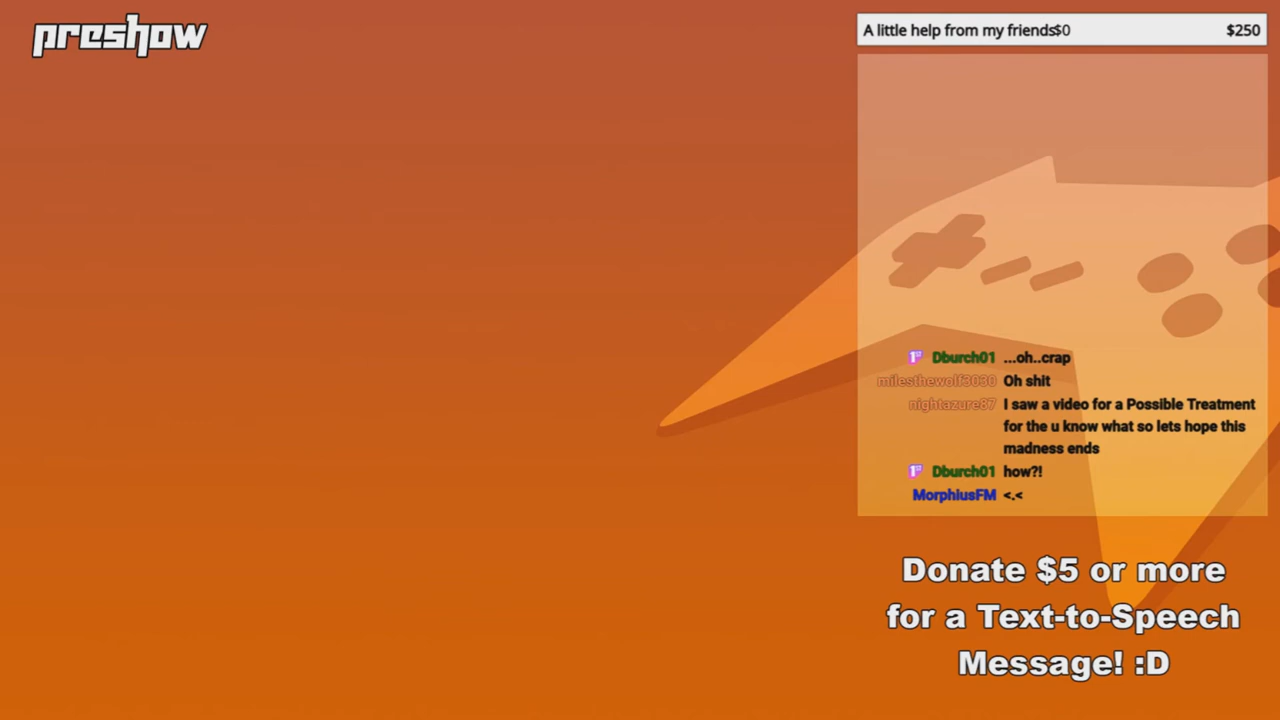 preshow
A little help from my friends$0 $250
Dburch01 ...oh..crap
milesthewolf3030 Oh shit
nightazure87 I saw a video for a Possible Treatment
for the u know what so lets hope this
madness ends
Dburch01 how?!
MorphiusFM <.<
Donate $5 or more
for a Text-to-Speech
Message! :D